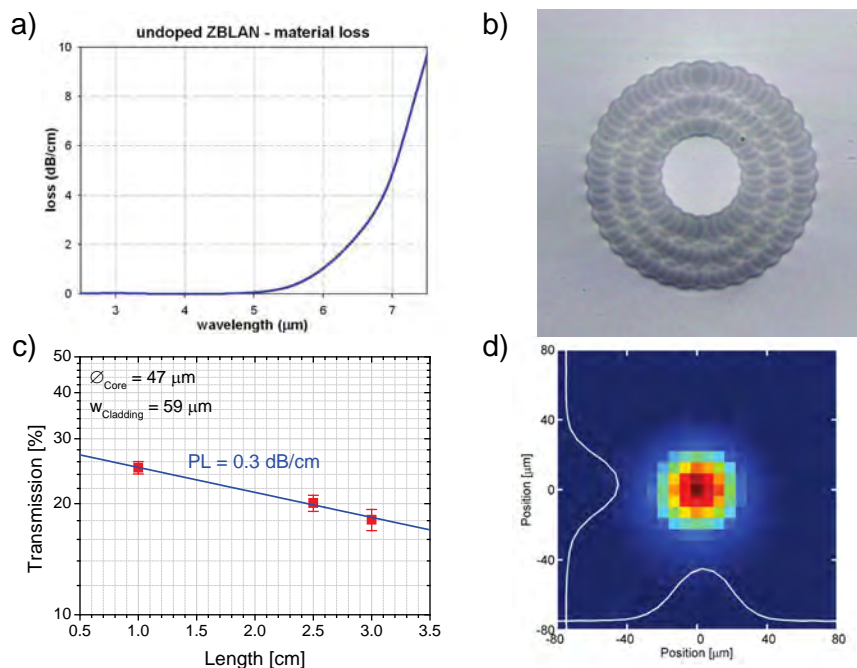 a)
undoped ZBLAN - material loss
10
8
6
4
2
0
loss (dB/cm)
3 4 5 6 7
wavelength (μm)
b)
c)
50
40
30
20
10
Transmission [%]
∅Core = 47 μm
wCladding = 59 μm
PL = 0.3 dB/cm
0.5 1.0 1.5 2.0 2.5 3.0 3.5
Length [cm]
d)
80
40
0
-40
-80
Position [μm]
-80 -40 0 40 80
Position [μm]